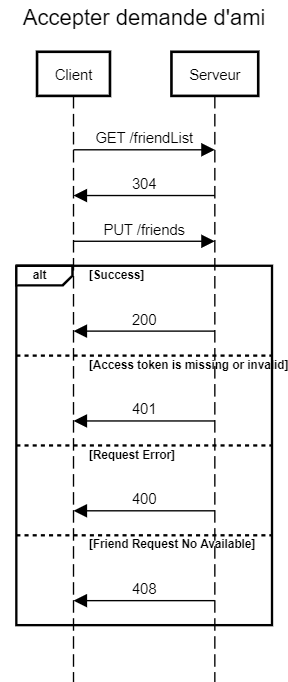 Accepter demande d'ami
Client Serveur
GET /friendList
304
PUT /friends
alt [Success]
200
[Access token is missing or invalid]
401
[Request Error]
400
[Friend Request No Available]
408